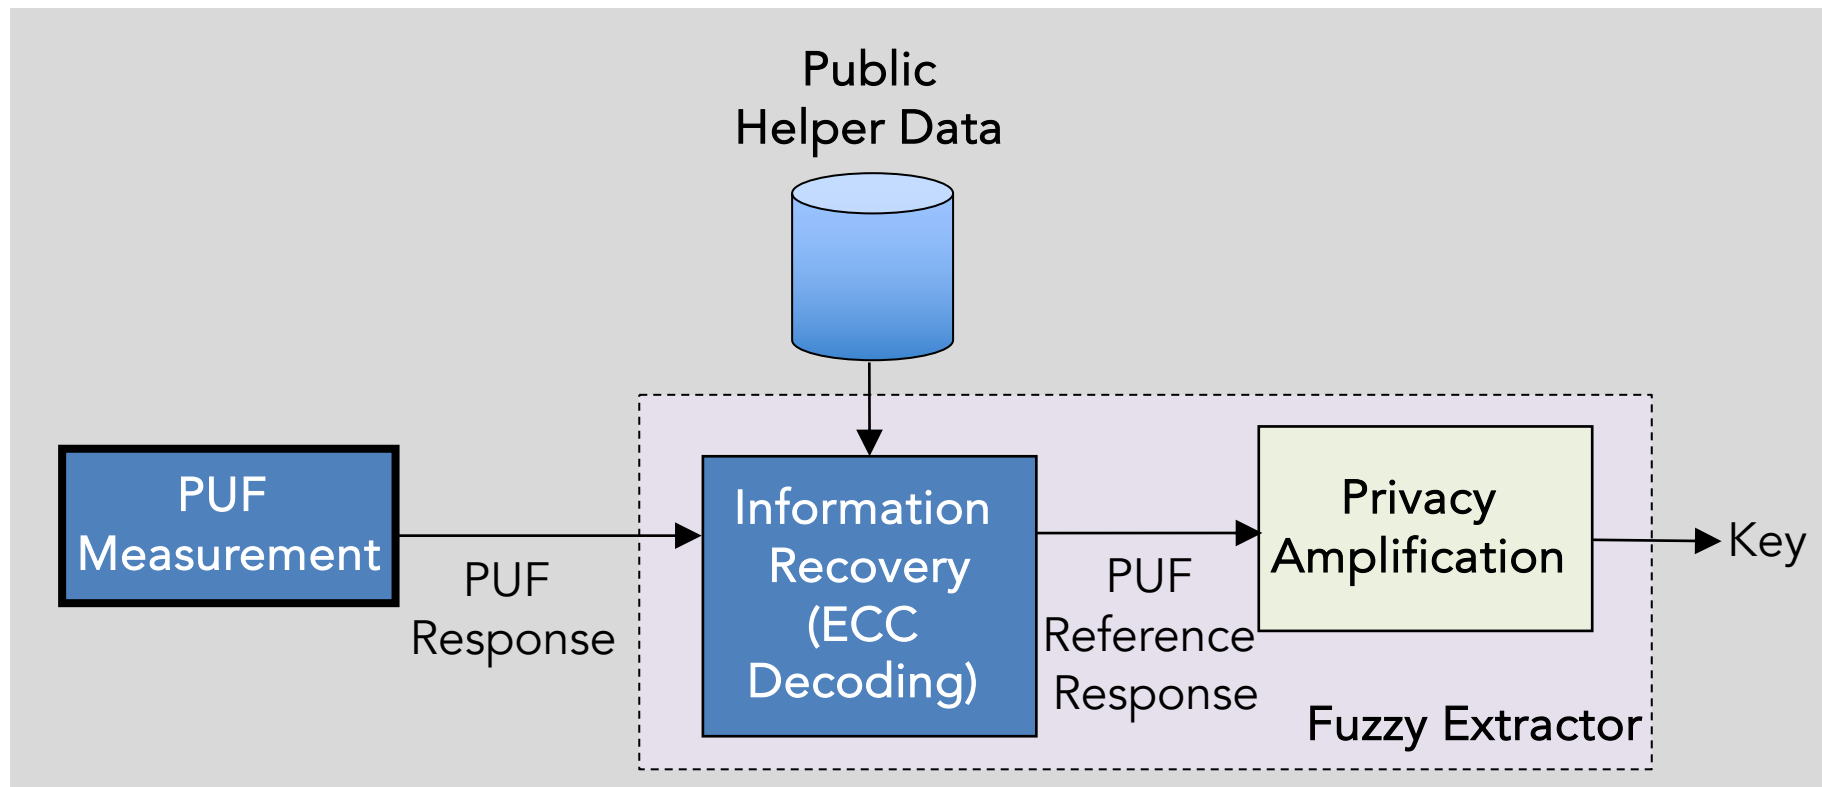 Public
Helper Data
PUF
Measurement
PUF
Response
Information
Recovery
(ECC
Decoding)
PUF
Reference
Response
Privacy
Amplification
Key
Fuzzy Extractor